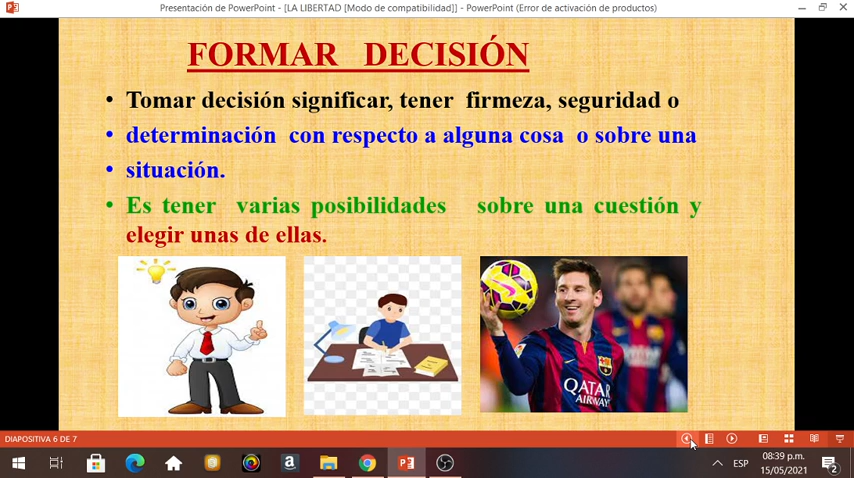 Presentación de PowerPoint - [LA LIBERTAD [Modo de compatibilidad]] - PowerPoint (Error de activación de productos)
FORMAR DECISIÓN
• Tomar decisión significar, tener firmeza, seguridad o
• determinación con respecto a alguna cosa o sobre una
• situación.
• Es tener varias posibilidades sobre una cuestión y
elegir unas de ellas.
QATAR
AIRWAYS
DIAPOSITIVA 6 DE 7
ESP
08:39 p.m.
15/05/2021
2